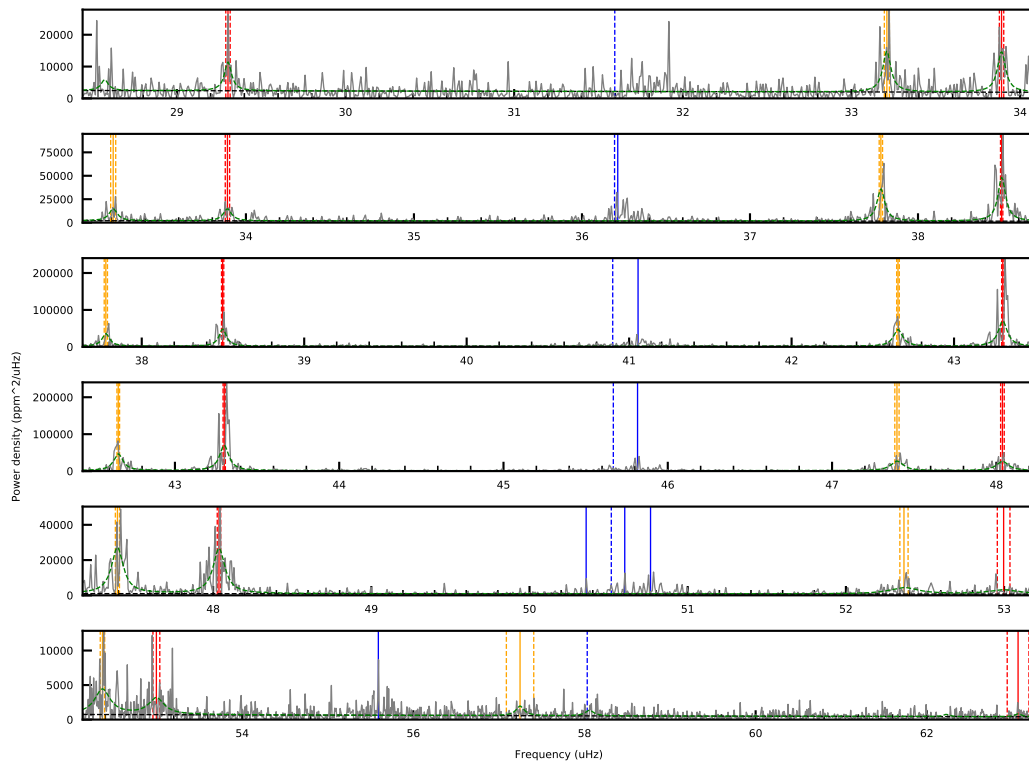 20000
10000
0
29 30 31 32 33 34
75000
50000
25000
0
34 35 36 37 38
200000
100000
0
38 39 40 41 42 43
200000
100000
0
43 44 45 46 47 48
Power density (ppm^2/uHz)
40000
20000
0
48 49 50 51 52 53
10000
5000
0
54 56 58 60 62
Frequency (uHz)